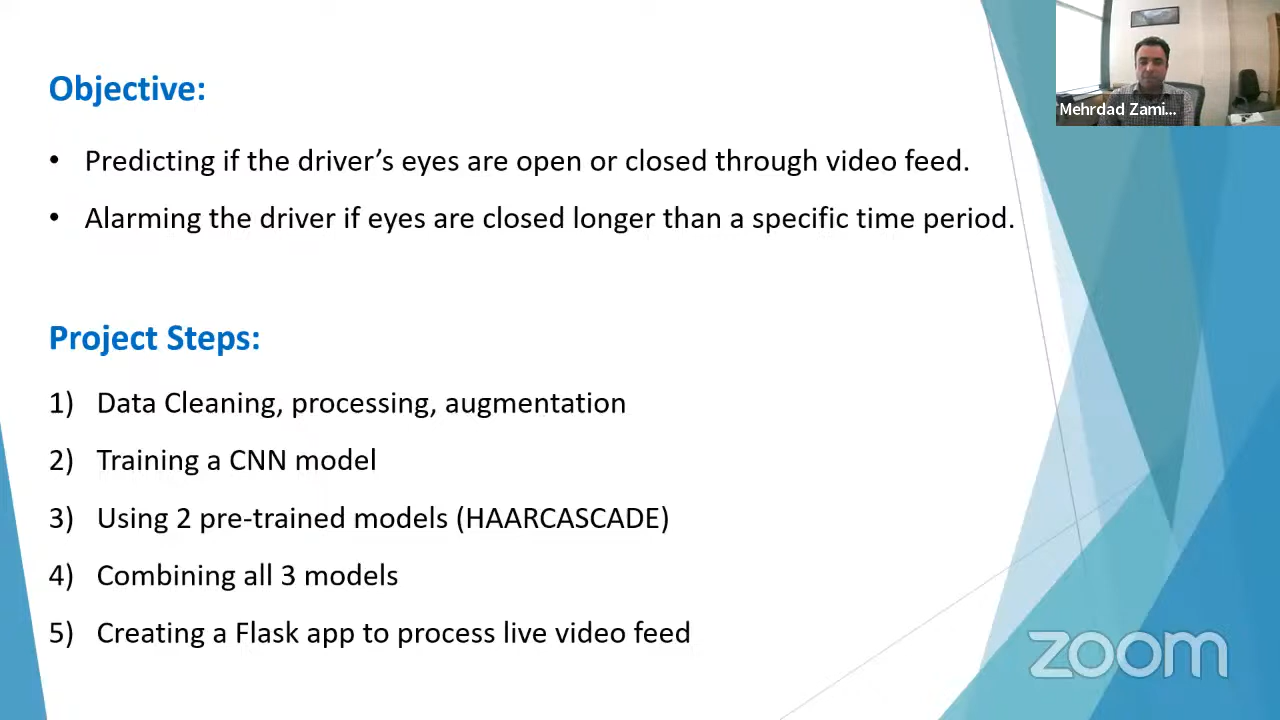 Objective:
• Predicting if the driver’s eyes are open or closed through video feed.
• Alarming the driver if eyes are closed longer than a specific time period.
Project Steps:
1) Data Cleaning, processing, augmentation
2) Training a CNN model
3) Using 2 pre-trained models (HAARCASCADE)
4) Combining all 3 models
5) Creating a Flask app to process live video feed
Mehrdad Zami...
zoom